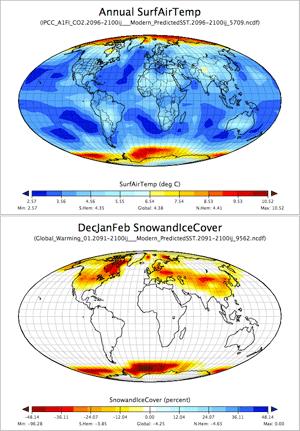 Annual SurfAirTemp
(IPCC_A1FI_CO2.2096-2100ij___Modern_PredictedSST.2096-2100ij_5709.ncdf)
SurfAirTemp (deg C)
2.57 3.56 4.56 5.55 6.54 7.54 8.53 9.53 10.52
Min: 2.57 S-Hem: 4.35 Global: 4.38 N-Hem: 4.41 Max: 10.52
DecJanFeb SnowandIceCover
(Global_Warming_01.2091-2100ij___Modern_PredictedSST.2091-2100ij_9562.ncdf)
SnowandIceCover (percent)
-48.14 -36.11 -24.07 -12.04 0.00 12.04 24.07 36.11 48.14
Min: -96.28 S-Hem: -3.85 Global: -4.25 N-Hem: -4.65 Max: 0.00